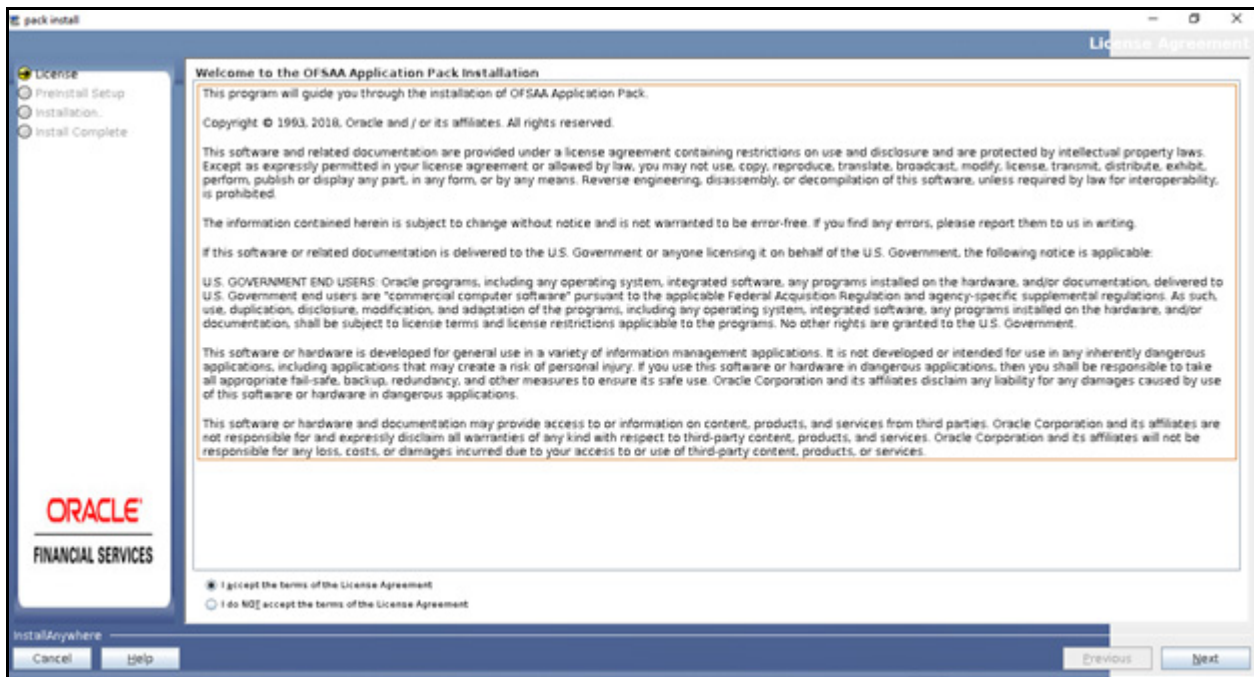 pack install
License Agreement
License
PreInstall Setup
Installation.
Install Complete
Welcome to the OFSAA Application Pack Installation
This program will guide you through the installation of OFSAA Application Pack.
Copyright © 1993, 2018, Oracle and / or its affiliates. All rights reserved.
This software and related documentation are provided under a license agreement containing restrictions on use and disclosure and are protected by intellectual property laws.
Except as expressly permitted in your license agreement or allowed by law, you may not use, copy, reproduce, translate, broadcast, modify, license, transmit, distribute, exhibit,
perform, publish or display any part, in any form, or by any means. Reverse engineering, disassembly, or decompilation of this software, unless required by law for interoperability,
is prohibited.
The information contained herein is subject to change without notice and is not warranted to be error-free. If you find any errors, please report them to us in writing.
If this software or related documentation is delivered to the U.S. Government or anyone licensing it on behalf of the U.S. Government, the following notice is applicable:
U.S. GOVERNMENT END USERS: Oracle programs, including any operating system, integrated software, any programs installed on the hardware, and/or documentation, delivered to
U.S. Government end users are "commercial computer software" pursuant to the applicable Federal Acquisition Regulation and agency-specific supplemental regulations. As such,
use, duplication, disclosure, modification, and adaptation of the programs, including any operating system, integrated software, any programs installed on the hardware, and/or
documentation, shall be subject to license terms and license restrictions applicable to the programs. No other rights are granted to the U.S. Government.
This software or hardware is developed for general use in a variety of information management applications. It is not developed or intended for use in any inherently dangerous
applications, including applications that may create a risk of personal injury. If you use this software or hardware in dangerous applications, then you shall be responsible to take
all appropriate fail-safe, backup, redundancy, and other measures to ensure its safe use. Oracle Corporation and its affiliates disclaim any liability for any damages caused by use
of this software or hardware in dangerous applications.
This software or hardware and documentation may provide access to or information on content, products, and services from third parties. Oracle Corporation and its affiliates are
not responsible for and expressly disclaim all warranties of any kind with respect to third-party content, products, and services. Oracle Corporation and its affiliates will not be
responsible for any loss, costs, or damages incurred due to your access to or use of third-party content, products, or services.
ORACLE
FINANCIAL SERVICES
I accept the terms of the License Agreement
I do NOT accept the terms of the License Agreement
InstallAnywhere
Cancel
Help
Previous
Next